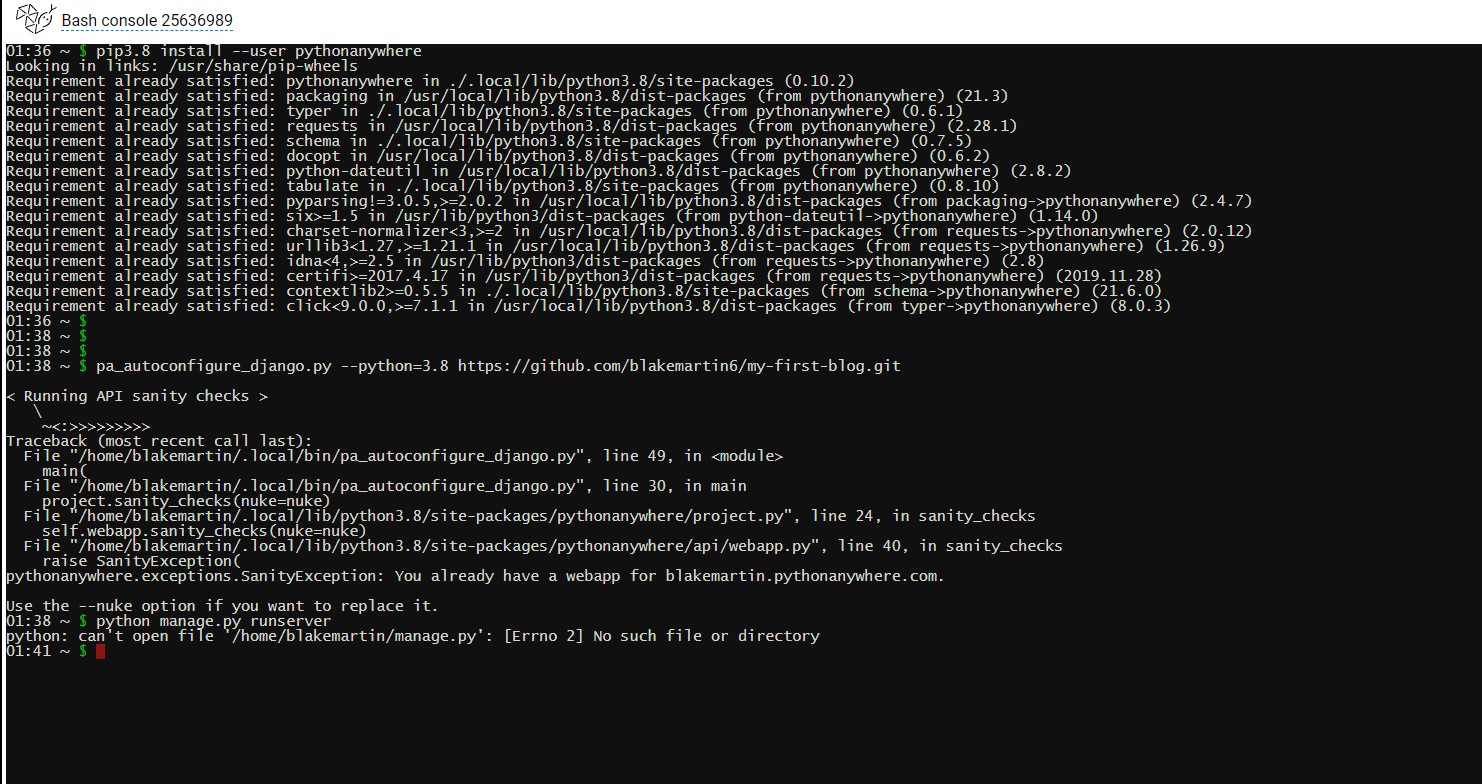 Bash console 25636989
01:36 ~ $ pip3.8 install --user pythonanywhere
Looking in links: /usr/share/pip-wheels
Requirement already satisfied: pythonanywhere in ./.local/lib/python3.8/site-packages (0.10.2)
Requirement already satisfied: packaging in /usr/local/lib/python3.8/dist-packages (from pythonanywhere) (21.3)
Requirement already satisfied: typer in ./.local/lib/python3.8/site-packages (from pythonanywhere) (0.6.1)
Requirement already satisfied: requests in /usr/local/lib/python3.8/dist-packages (from pythonanywhere) (2.28.1)
Requirement already satisfied: schema in ./.local/lib/python3.8/site-packages (from pythonanywhere) (0.7.5)
Requirement already satisfied: docopt in /usr/local/lib/python3.8/dist-packages (from pythonanywhere) (0.6.2)
Requirement already satisfied: python-dateutil in /usr/local/lib/python3.8/dist-packages (from pythonanywhere) (2.8.2)
Requirement already satisfied: tabulate in ./.local/lib/python3.8/site-packages (from pythonanywhere) (0.8.10)
Requirement already satisfied: pyparsing!=3.0.5,>=2.0.2 in /usr/local/lib/python3.8/dist-packages (from packaging->pythonanywhere) (2.4.7)
Requirement already satisfied: six>=1.5 in /usr/lib/python3/dist-packages (from python-dateutil->pythonanywhere) (1.14.0)
Requirement already satisfied: charset-normalizer<3,>=2 in /usr/local/lib/python3.8/dist-packages (from requests->pythonanywhere) (2.0.12)
Requirement already satisfied: urllib3<1.27,>=1.21.1 in /usr/local/lib/python3.8/dist-packages (from requests->pythonanywhere) (1.26.9)
Requirement already satisfied: idna<4,>=2.5 in /usr/lib/python3/dist-packages (from requests->pythonanywhere) (2.8)
Requirement already satisfied: certifi>=2017.4.17 in /usr/lib/python3/dist-packages (from requests->pythonanywhere) (2019.11.28)
Requirement already satisfied: contextlib2>=0.5.5 in ./.local/lib/python3.8/site-packages (from schema->pythonanywhere) (21.6.0)
Requirement already satisfied: click<9.0.0,>=7.1.1 in /usr/local/lib/python3.8/dist-packages (from typer->pythonanywhere) (8.0.3)
01:36 ~ $
01:38 ~ $
01:38 ~ $
01:38 ~ $ pa_autoconfigure_django.py --python=3.8 https://github.com/blakemartin6/my-first-blog.git
< Running API sanity checks >
\
~<:>>>>>>>>>
Traceback (most recent call last):
File "/home/blakemartin/.local/bin/pa_autoconfigure_django.py", line 49, in <module>
main(
File "/home/blakemartin/.local/bin/pa_autoconfigure_django.py", line 30, in main
project.sanity_checks(nuke=nuke)
File "/home/blakemartin/.local/lib/python3.8/site-packages/pythonanywhere/project.py", line 24, in sanity_checks
self.webapp.sanity_checks(nuke=nuke)
File "/home/blakemartin/.local/lib/python3.8/site-packages/pythonanywhere/api/webapp.py", line 40, in sanity_checks
raise SanityException(
pythonanywhere.exceptions.SanityException: You already have a webapp for blakemartin.pythonanywhere.com.
Use the --nuke option if you want to replace it.
01:38 ~ $ python manage.py runserver
python: can't open file '/home/blakemartin/manage.py': [Errno 2] No such file or directory
01:41 ~ $